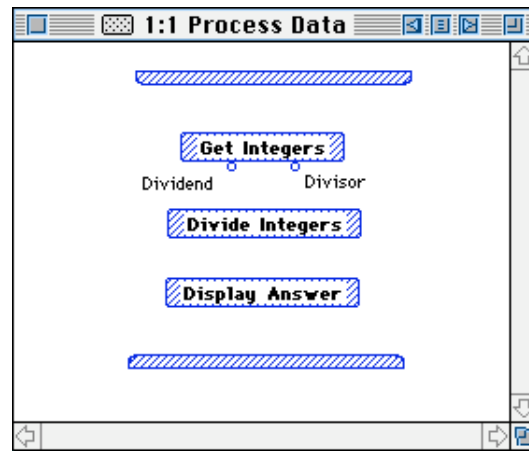 1:1 Process Data
Get Integers
Dividend Divisor
Divide Integers
Display Answer